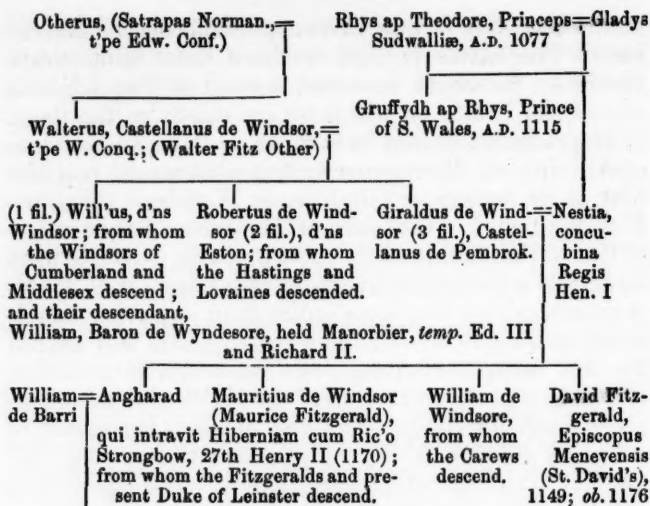 Otherus, (Satrapas Norman., = Rhys ap Theodore, Princeps = Gladys
t'pe Edw. Conf.) Sudwalliæ, A.D. 1077
Gruffydh ap Rhys, Prince
of S. Wales, A.D. 1115
Walterus, Castellanus de Windsor, =
t'pe W. Conq.; (Walter Fitz Other)
(1 fil.) Will'us, d'ns
Windsor; from whom
the Windsors of
Cumberland and
Middlesex descend;
and their descendant,
William, Baron de Wyndesore, held Manorbier, temp. Ed. III
and Richard II.
Robertus de Wind-
sor (2 fil.), d'ns
Eston; from whom
the Hastings and
Lovaines descended.
Giraldus de Wind- =
sor (3 fil.), Castel-
lanus de Pembrok.
Nestia,
concu-
bina
Regis
Hen. I
William =
de Barri
Angharad
Mauritius de Windsor
(Maurice Fitzgerald),
qui intravit Hiberniam cum Ric'o
Strongbow, 27th Henry II (1170);
from whom the Fitzgeralds and pre-
sent Duke of Leinster descend.
William de
Windsore,
from whom
the Carews
descend.
David Fitz-
gerald,
Episcopus
Menevensis
(St. David's),
1149; ob. 1176